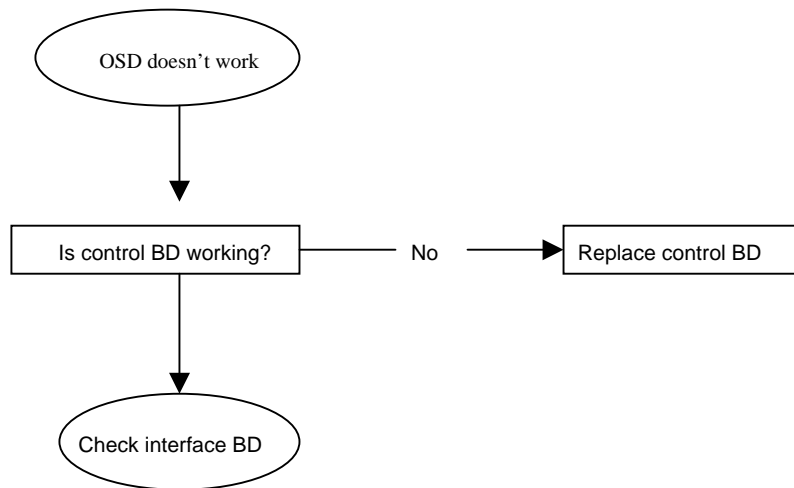 OSD doesn’t work
Is control BD working?
No
Replace control BD
Check interface BD